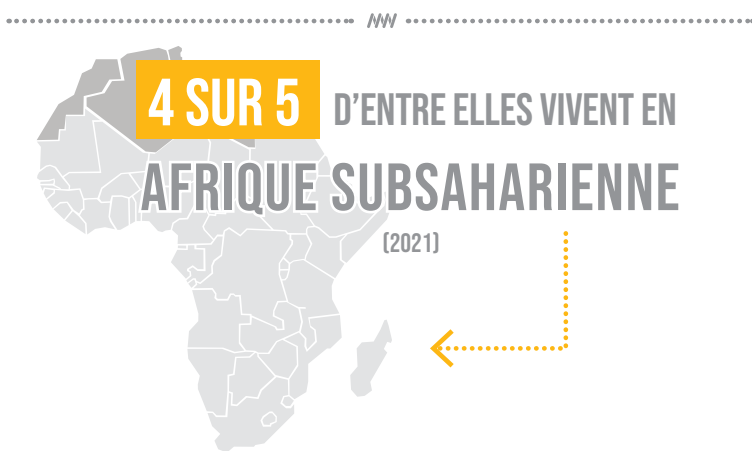 4 SUR 5 D'ENTRE ELLES VIVENT EN
AFRIQUE SUBSAHARIENNE
(2021)